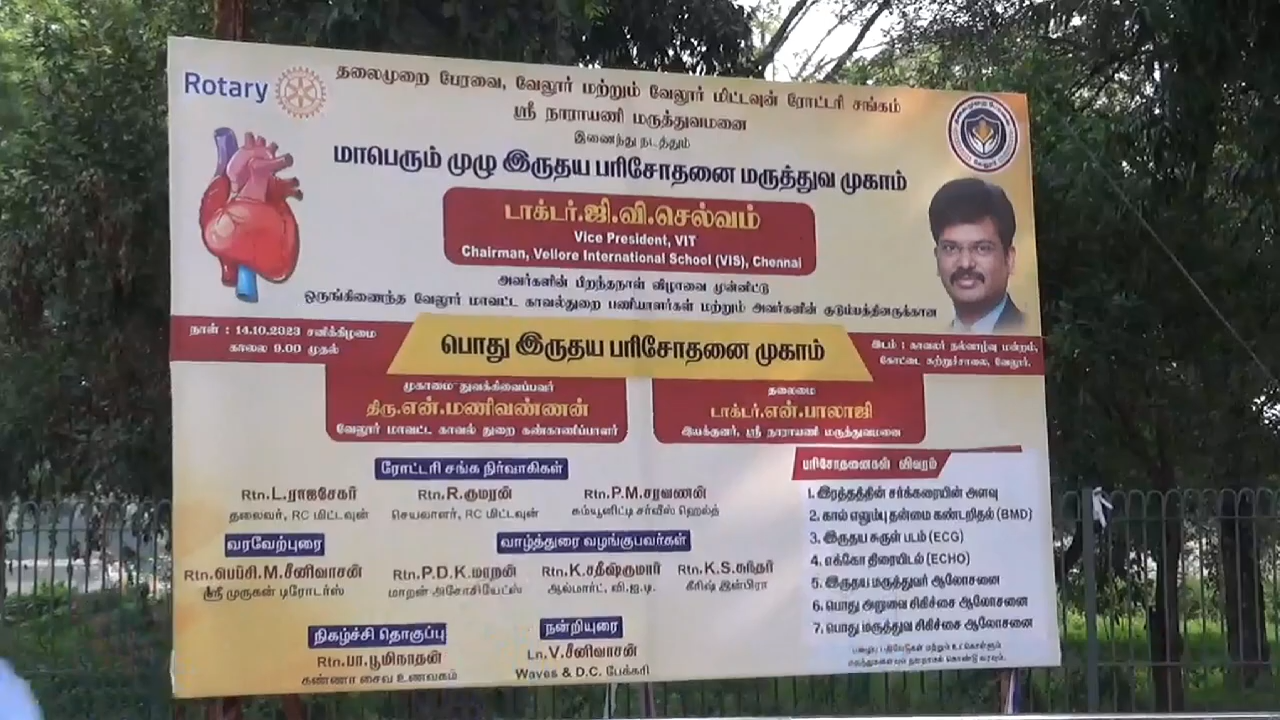 Rotary
தலைமுறை பேரவை, வேலூர் மற்றும் வேலூர் மிட்டவுன் ரோட்டரி சங்கம்
ஸ்ரீ நாராயணி மருத்துவமனை
இணைந்து நடத்தும்
மாபெரும் முழு இருதய பரிசோதனை மருத்துவ முகாம்
டாக்டர்.ஜி.வி.செல்வம்
Vice President, VIT
Chairman, Vellore International School (VIS), Chennai
அவர்களின் பிறந்தநாள் விழாவை முன்னிட்டு
ஒருங்கிணைந்த வேலூர் மாவட்ட காவல்துறை பணியாளர்கள் மற்றும் அவர்களின் குடும்பத்தினருக்கான
நாள் : 14.10.2023 சனிக்கிழமை
காலை 9.00 முதல்
பொது இருதய பரிசோதனை முகாம்
இடம் : காவலர் நல்வாழ்வு மன்றம்,
கோட்டை சுற்றுச்சாலை, வேலூர்.
முகாமை துவக்கிவைப்பவர்
திரு.என்.மணிவண்ணன்
வேலூர் மாவட்ட காவல் துறை கண்காணிப்பாளர்
தலைமை
டாக்டர்.என்.பாலாஜி
இயக்குனர், ஸ்ரீ நாராயணி மருத்துவமனை
ரோட்டரி சங்க நிர்வாகிகள்
Rtn.L.ராஜசேகர்
தலைவர், RC மிட்டவுன்
Rtn.R.குமரன்
செயலாளர், RC மிட்டவுன்
Rtn.P.M.சரவணன்
கம்யூனிட்டி சர்வீஸ் ஹெல்த்
வரவேற்புரை
Rtn.பெப்சி.M.சீனிவாசன்
ஸ்ரீ முருகன் டிரேடர்ஸ்
வாழ்த்துரை வழங்குபவர்கள்
Rtn.P.D.K.மாறன்
மாறன் அசோசியேட்ஸ்
Rtn.K.சதீஷ்குமார்
ஆல்மார்ட், வி.ஐ.டி.
Rtn.K.S.சுந்தர்
கிரிஷ் இன்பிரா
நிகழ்ச்சி தொகுப்பு
Rtn.பா.பூமிநாதன்
கண்ணா சைவ உணவகம்
நன்றியுரை
Ln.V.சீனிவாசன்
Waves & D.C. பேக்கரி
பரிசோதனைகள் விவரம்
1. இரத்தத்தின் சர்க்கரையின் அளவு
2. கால் எலும்பு தன்மை கண்டறிதல் (BMD)
3. இருதய சுருள் படம் (ECG)
4. எக்கோ திரையிடல் (ECHO)
5. இருதய மருத்துவர் ஆலோசனை
6. பொது அறுவை சிகிச்சை ஆலோசனை
7. பொது மருத்துவ சிகிச்சை ஆலோசனை